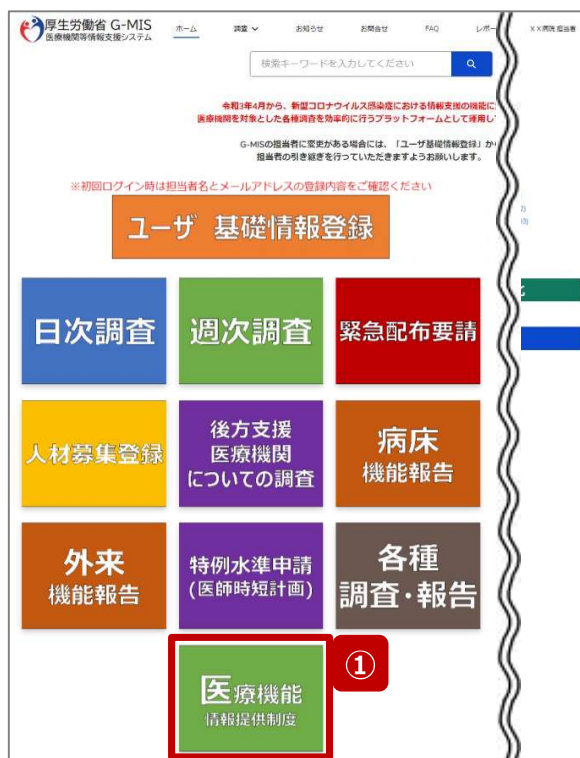 厚生労働省 G-MIS
医療機関等情報支援システム
ホーム 調査 お知らせ お問合せ FAQ レポー
××病院 担当者
検索キーワードを入力してください
令和3年4月から、新型コロナウイルス感染症における情報支援の機能に
医療機関を対象とした各種調査を効率的に行うプラットフォームとして運用し
G-MISの担当者に変更がある場合には、「ユーザ基礎情報登録」か
担当者の引き継ぎを行っていただきますようお願いします。
※初回ログイン時は担当者名とメールアドレスの登録内容をご確認ください
ユーザ 基礎情報登録
日次調査
週次調査
緊急配布要請
人材募集登録
後方支援
医療機関
についての調査
病床
機能報告
外来
機能報告
特例水準申請
(医師時短計画)
各種
調査・報告
医療機能
情報提供制度
①